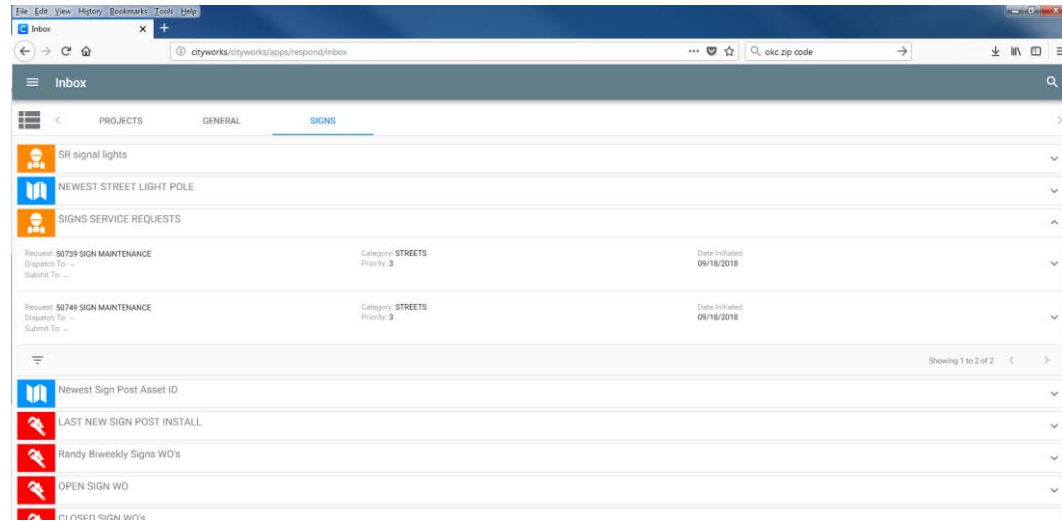 File Edit View History Bookmarks Tools Help
Inbox
cityworks/cityworks/apps/respond/inbox
okc zip code
Inbox
PROJECTS GENERAL SIGNS
SR signal lights
NEWEST STREET LIGHT POLE
SIGNS SERVICE REQUESTS
Request: 50739 SIGN MAINTENANCE Category: STREETS Date Initiated
Dispatch To: -- Priority: 3 09/18/2018
Submit To: --
Request: 50749 SIGN MAINTENANCE Category: STREETS Date Initiated
Dispatch To: -- Priority: 3 09/18/2018
Submit To: --
Showing 1 to 2 of 2
Newest Sign Post Asset ID
LAST NEW SIGN POST INSTALL
Randy Biweekly Signs WO's
OPEN SIGN WO
CLOSED SIGN WO's